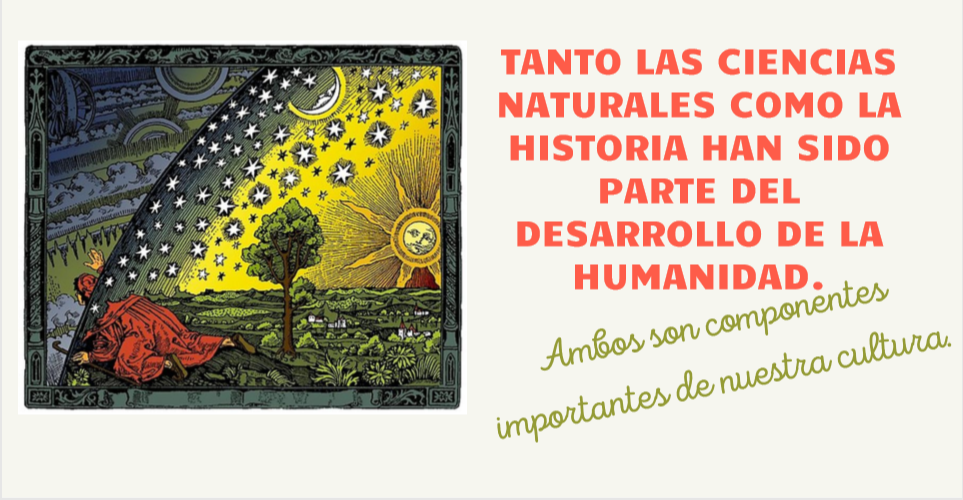 TANTO LAS CIENCIAS
NATURALES COMO LA
HISTORIA HAN SIDO
PARTE DEL
DESARROLLO DE LA
HUMANIDAD.
Ambos son componentes
importantes de nuestra cultura.